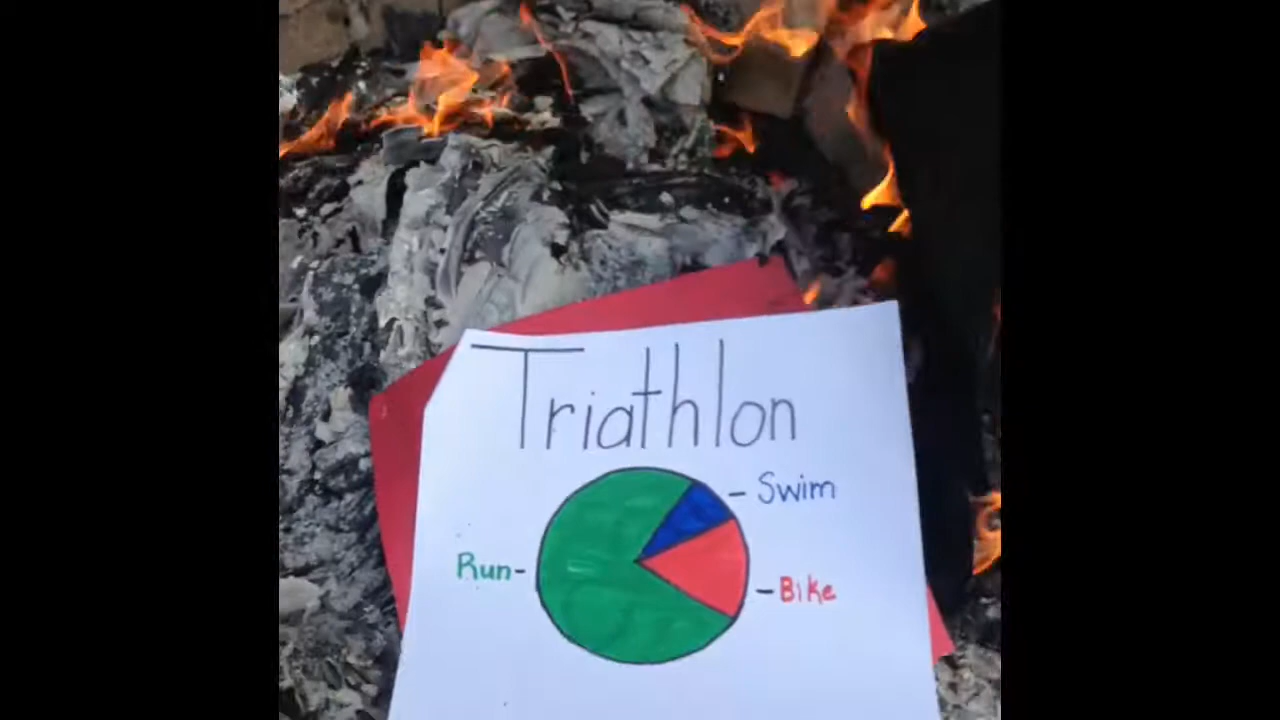 Triathlon
- Swim
Run-
- Bike